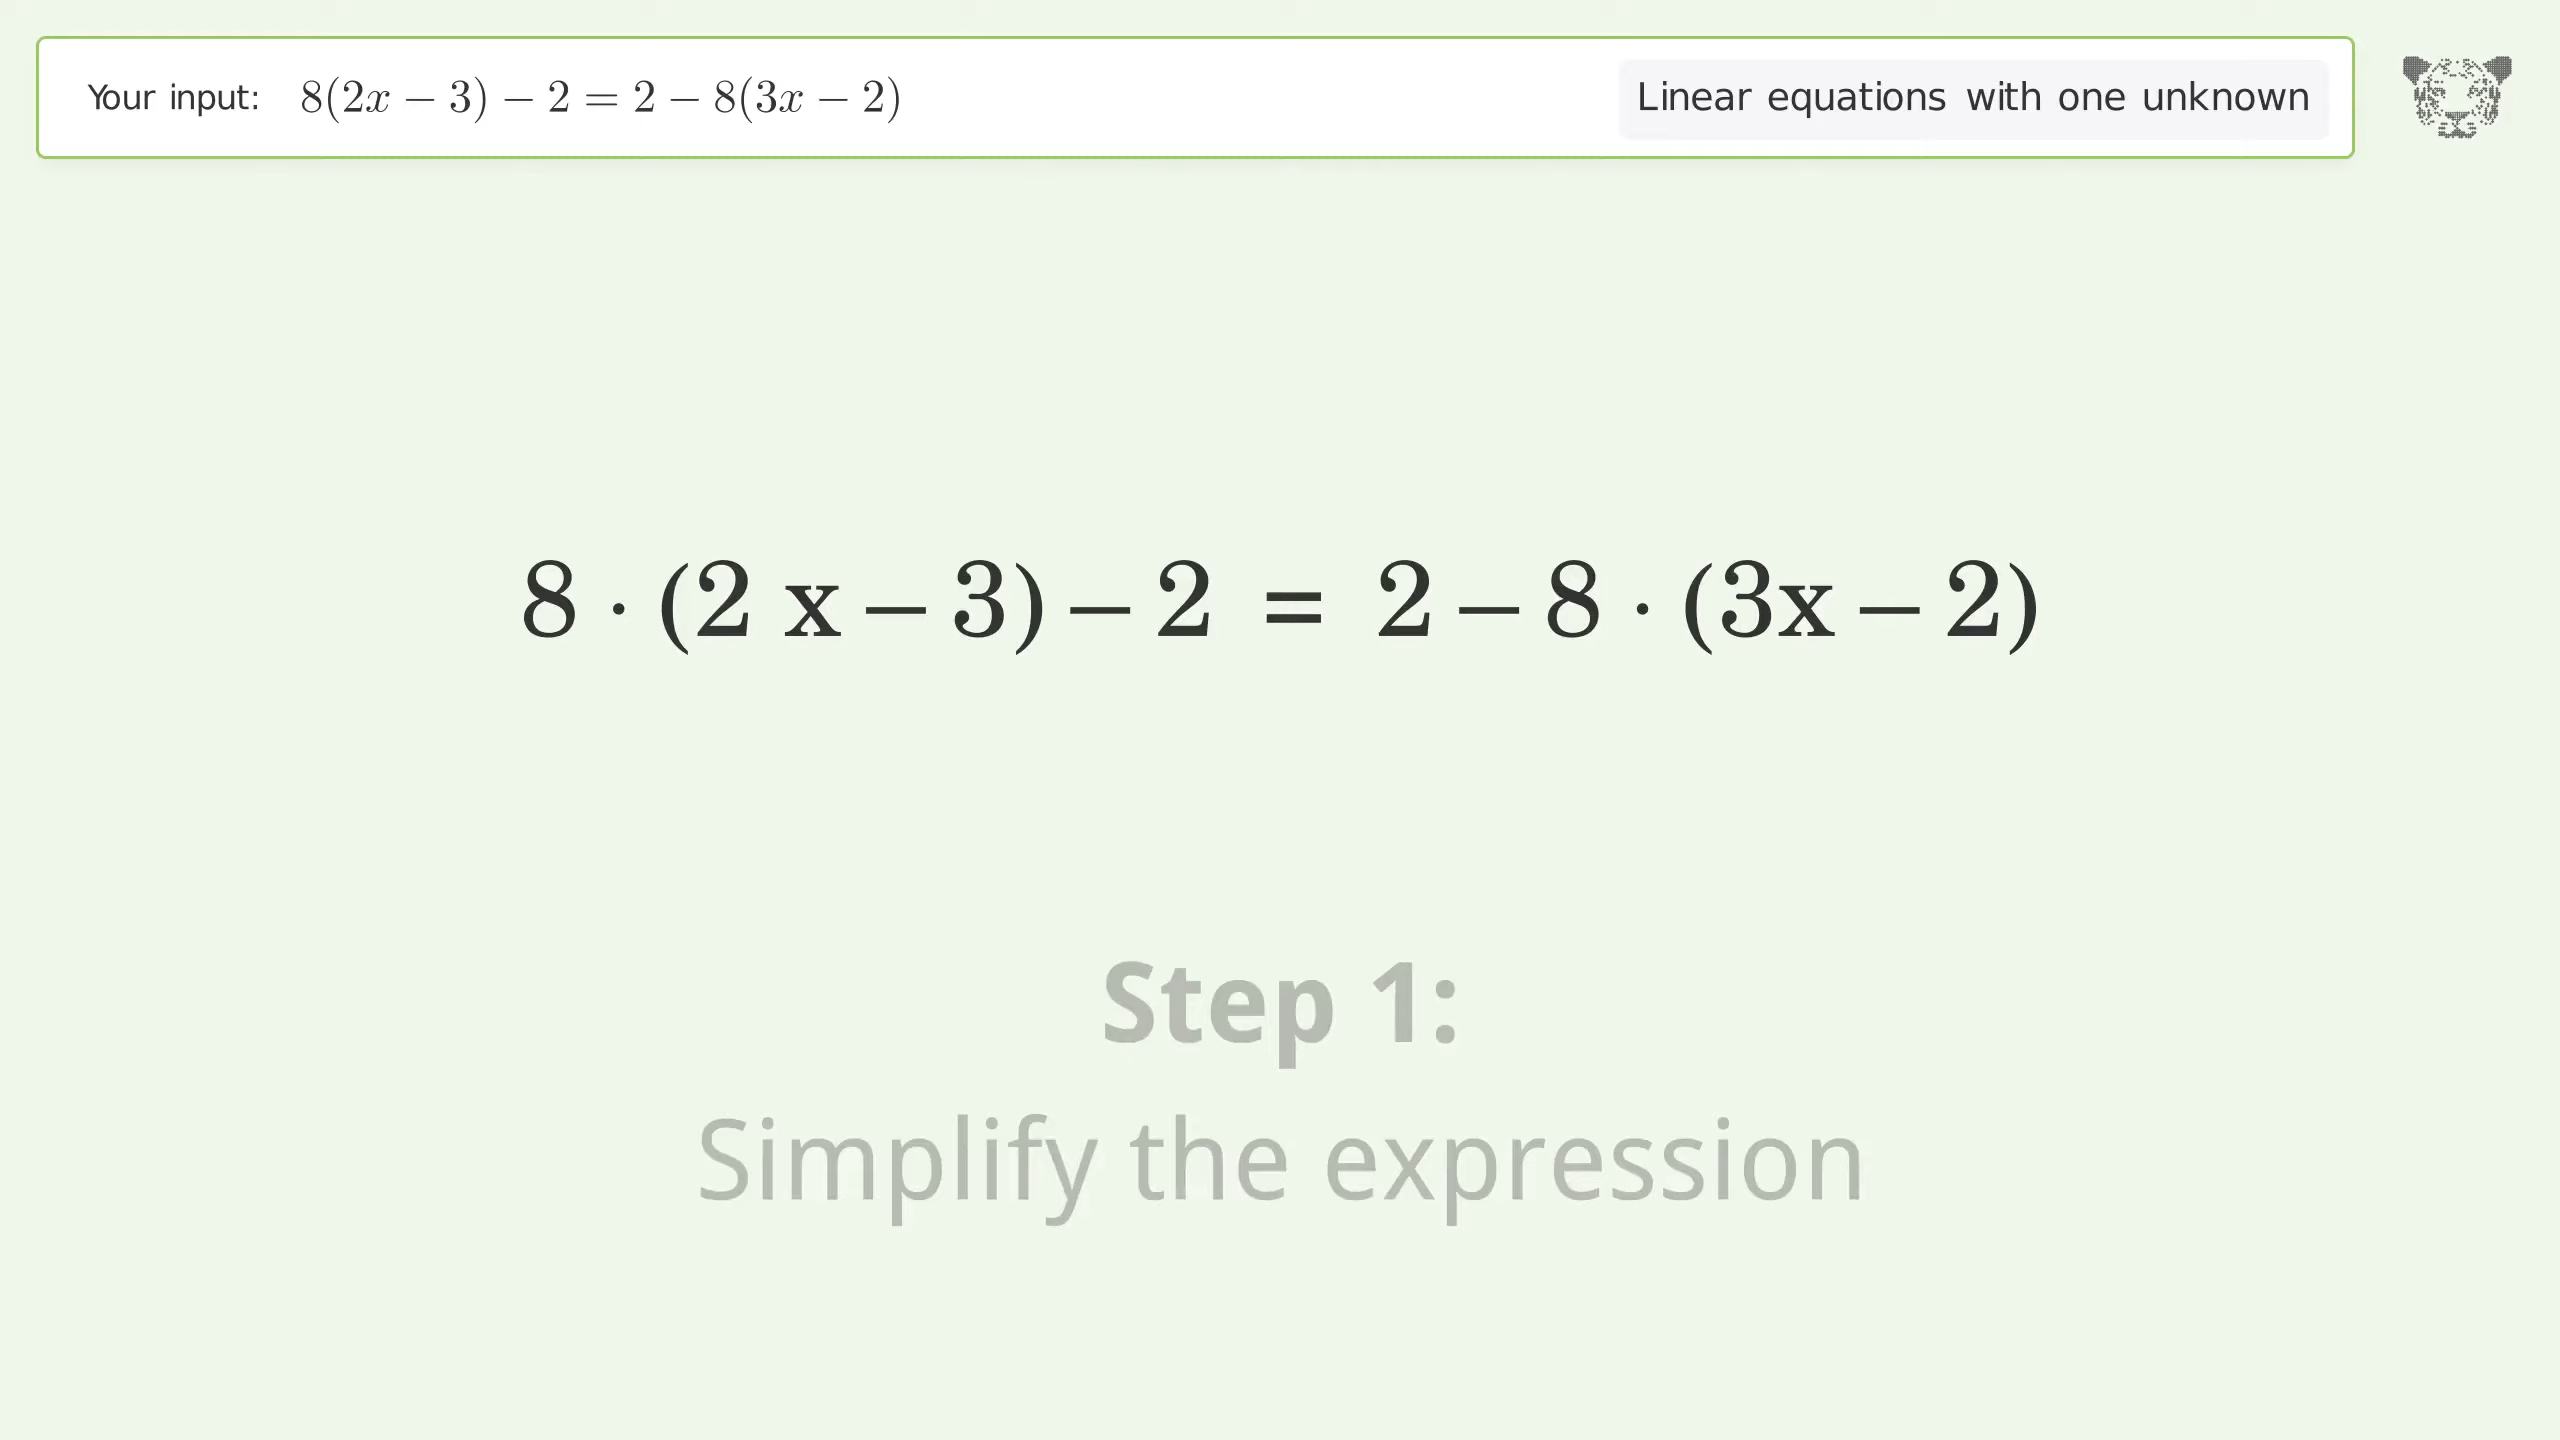 Your input: 8(2x − 3) − 2 = 2 − 8(3x − 2)
Linear equations with one unknown
8 · (2 x − 3) − 2 = 2 − 8 · (3x − 2)
Step 1:
Simplify the expression